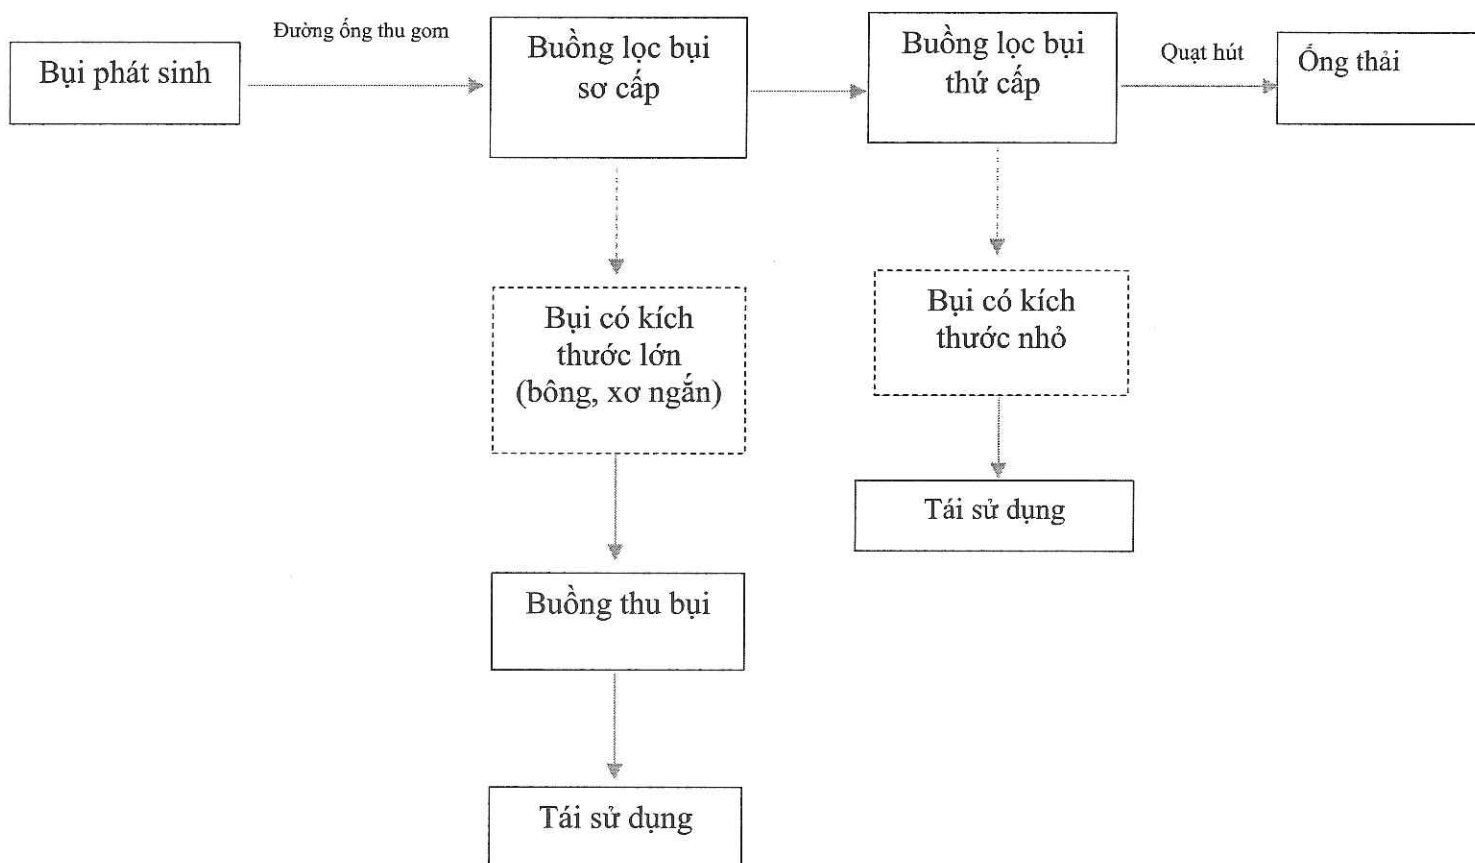 Đường ống thu gom
Bụi phát sinh
Buồng lọc bụi
sơ cấp
Buồng lọc bụi
thứ cấp
Quạt hút
Ống thải
Bụi có kích
thước lớn
(bông, xơ ngắn)
Bụi có kích
thước nhỏ
Tái sử dụng
Buồng thu bụi
Tái sử dụng